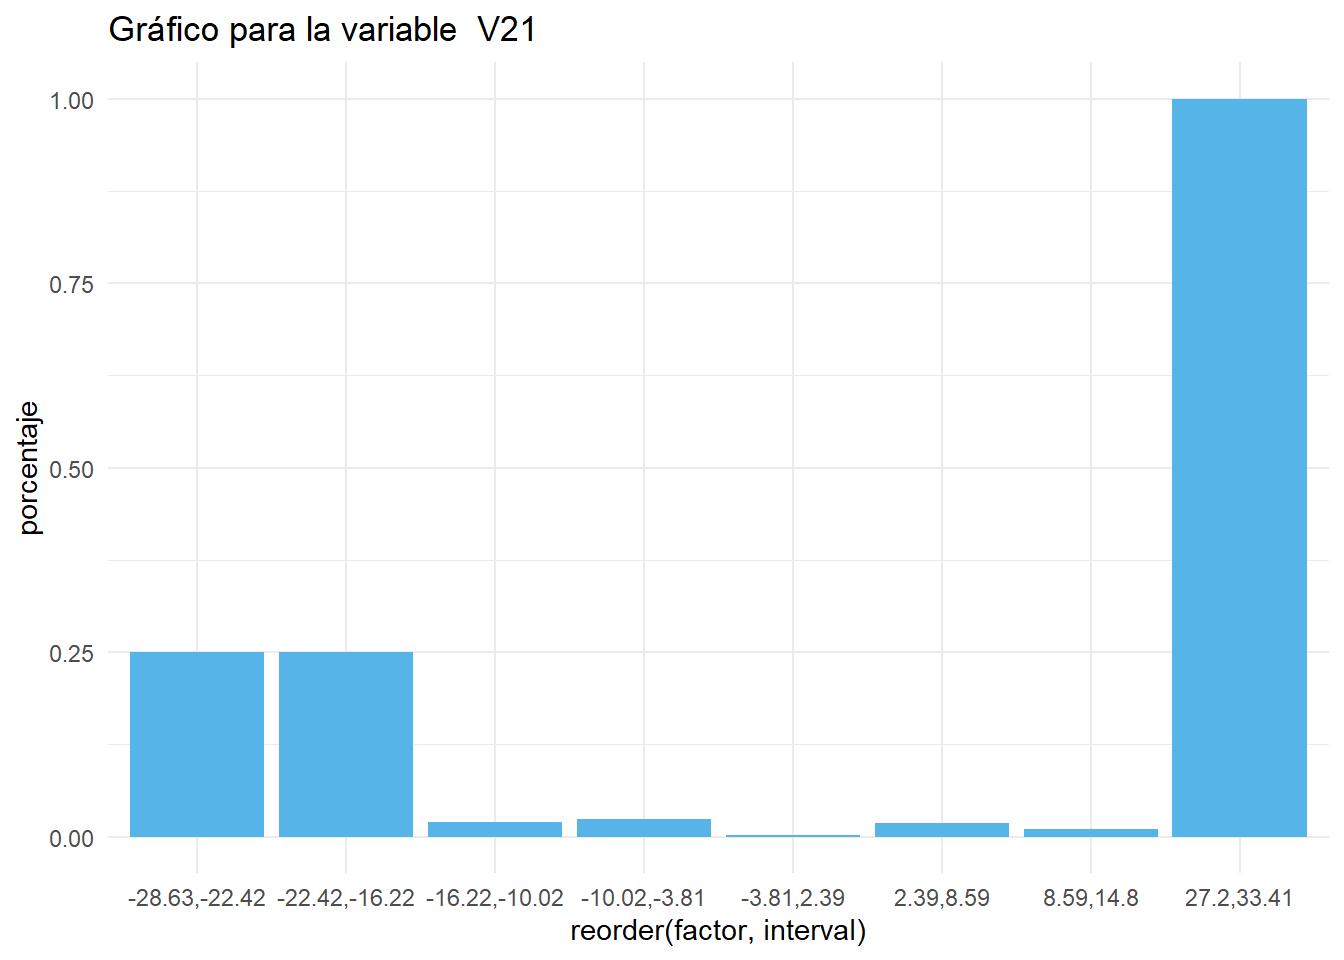 Gráfico para la variable  V21
porcentaje
1.00
0.75
0.50
0.25
0.00
-28.63,-22.42 -22.42,-16.22 -16.22,-10.02 -10.02,-3.81 -3.81,2.39 2.39,8.59 8.59,14.8 27.2,33.41
reorder(factor, interval)